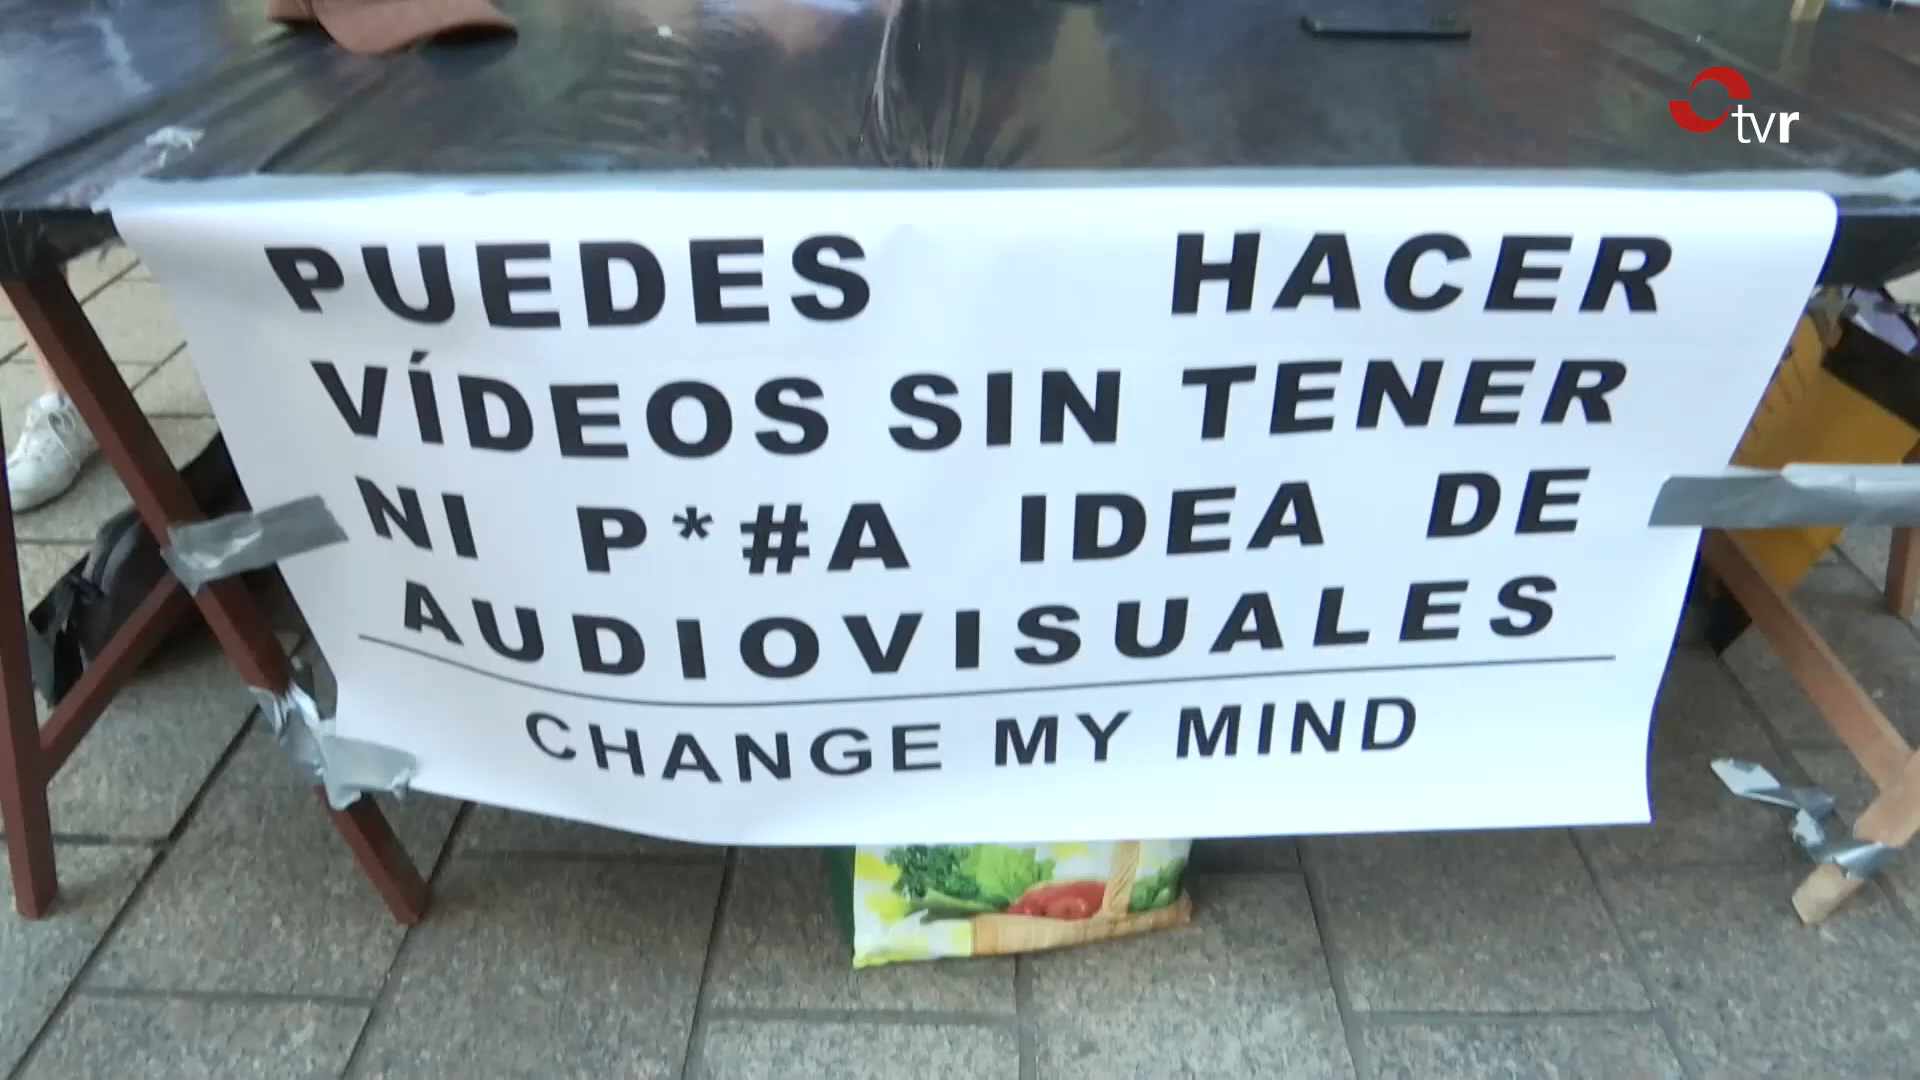 tvr
PUEDES HACER
VÍDEOS SIN TENER
NI P*#A IDEA DE
AUDIOVISUALES
CHANGE MY MIND